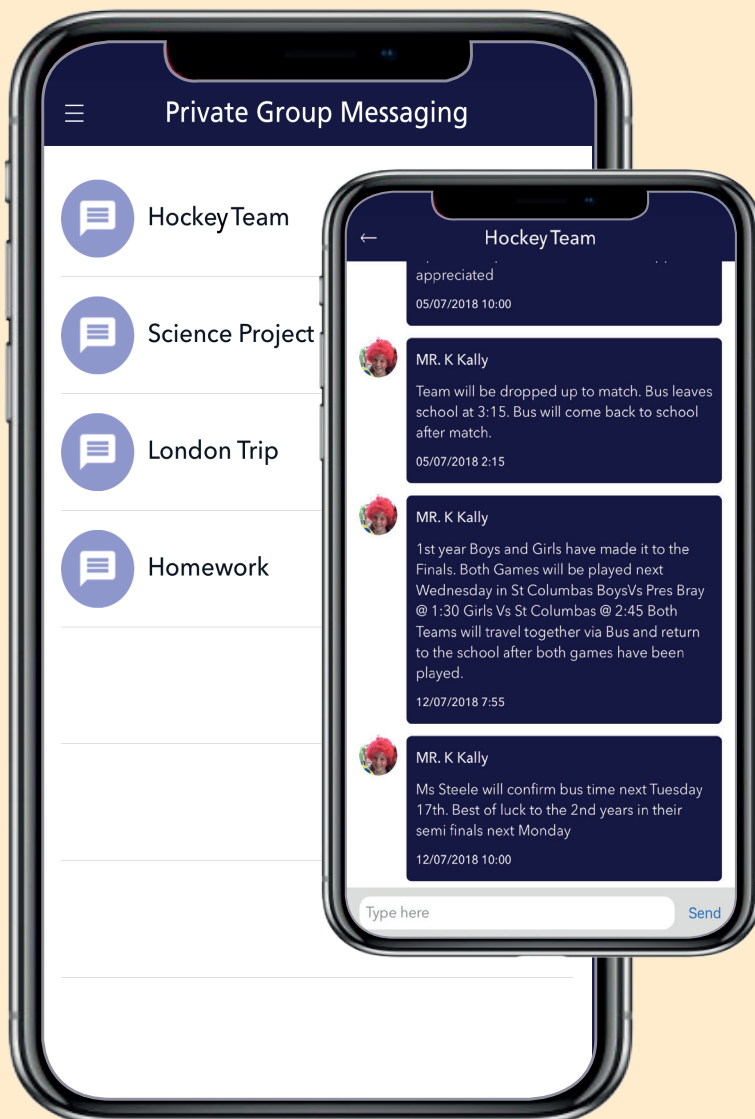 Private Group Messaging
Hockey Team
Science Project
London Trip
Homework
Hockey Team
appreciated
05/07/2018 10:00
MR. K Kally
Team will be dropped up to match. Bus leaves
school at 3:15. Bus will come back to school
after match.
05/07/2018 2:15
MR. K Kally
1st year Boys and Girls have made it to the
Finals. Both Games will be played next
Wednesday in St Columbas BoysVs Pres Bray
@ 1:30 Girls Vs St Columbas @ 2:45 Both
Teams will travel together via Bus and return
to the school after both games have been
played.
12/07/2018 7:55
MR. K Kally
Ms Steele will confirm bus time next Tuesday
17th. Best of luck to the 2nd years in their
semi finals next Monday
12/07/2018 10:00
Type here
Send